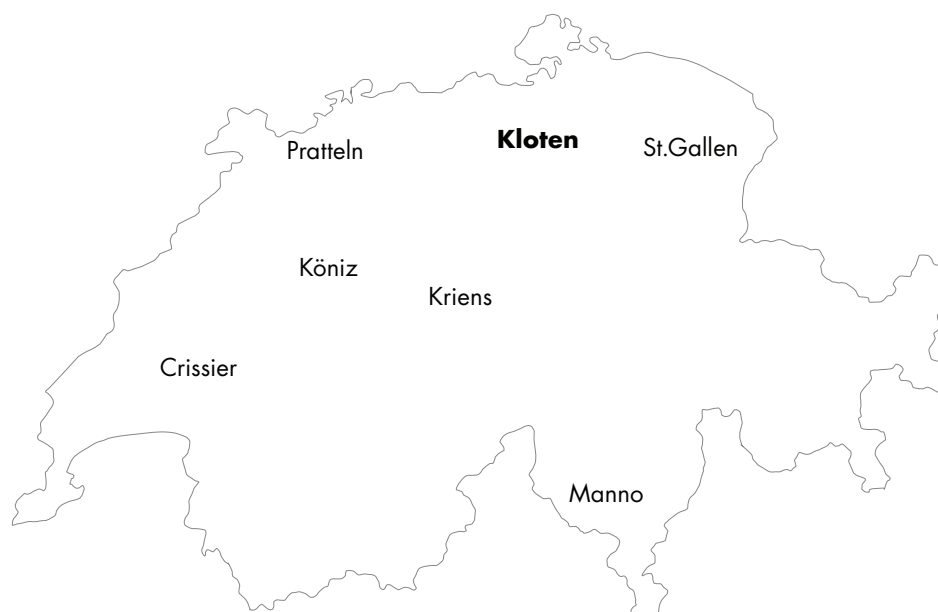 Kloten
Pratteln
St.Gallen
Köniz
Kriens
Crissier
Manno